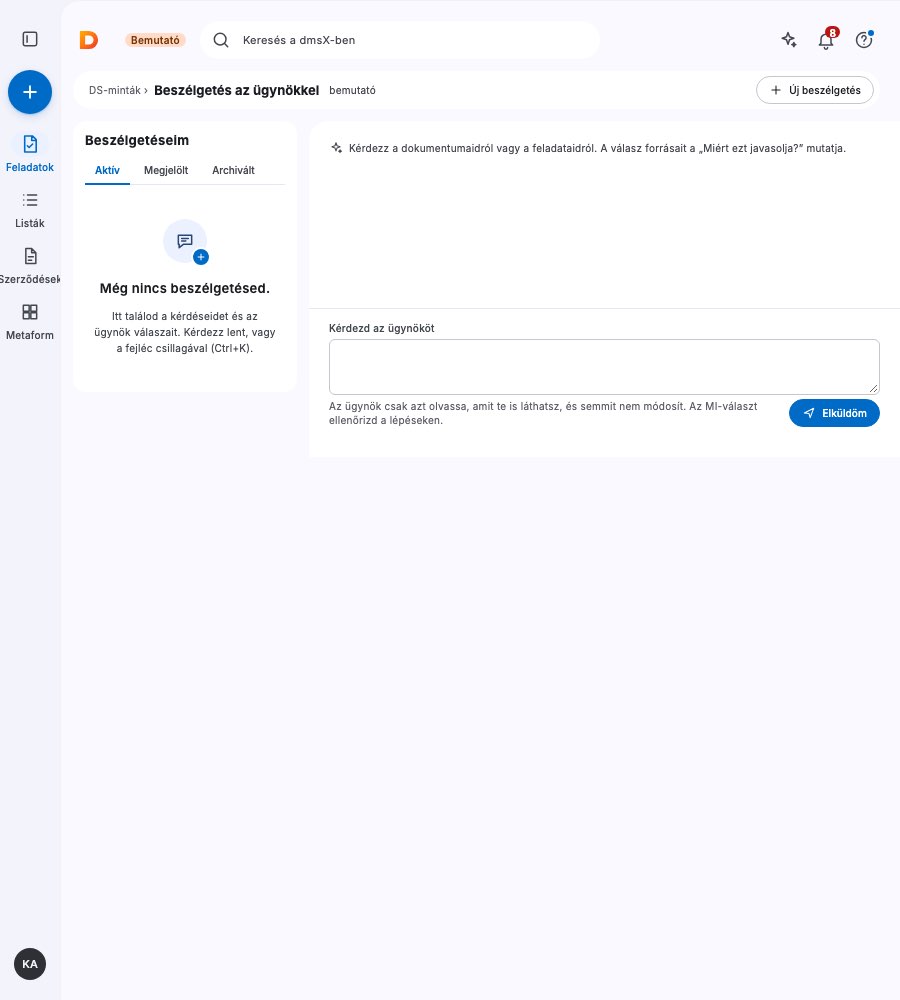 Bemutató
Keresés a dmsX-ben
8
DS-minták › Beszélgetés az ügynökkel bemutató
Új beszélgetés
Feladatok
Listák
Szerződések
Metaform
KA
Beszélgetéseim
Aktív Megjelölt Archivált
Még nincs beszélgetésed.
Itt találod a kérdéseidet és az
ügynök válaszait. Kérdezz lent, vagy
a fejléc csillagával (Ctrl+K).
Kérdezz a dokumentumaidról vagy a feladataidról. A válasz forrásait a „Miért ezt javasolja?” mutatja.
Kérdezd az ügynököt
Az ügynök csak azt olvassa, amit te is láthatsz, és semmit nem módosít. Az MI-választ
ellenőrizd a lépéseken.
Elküldöm